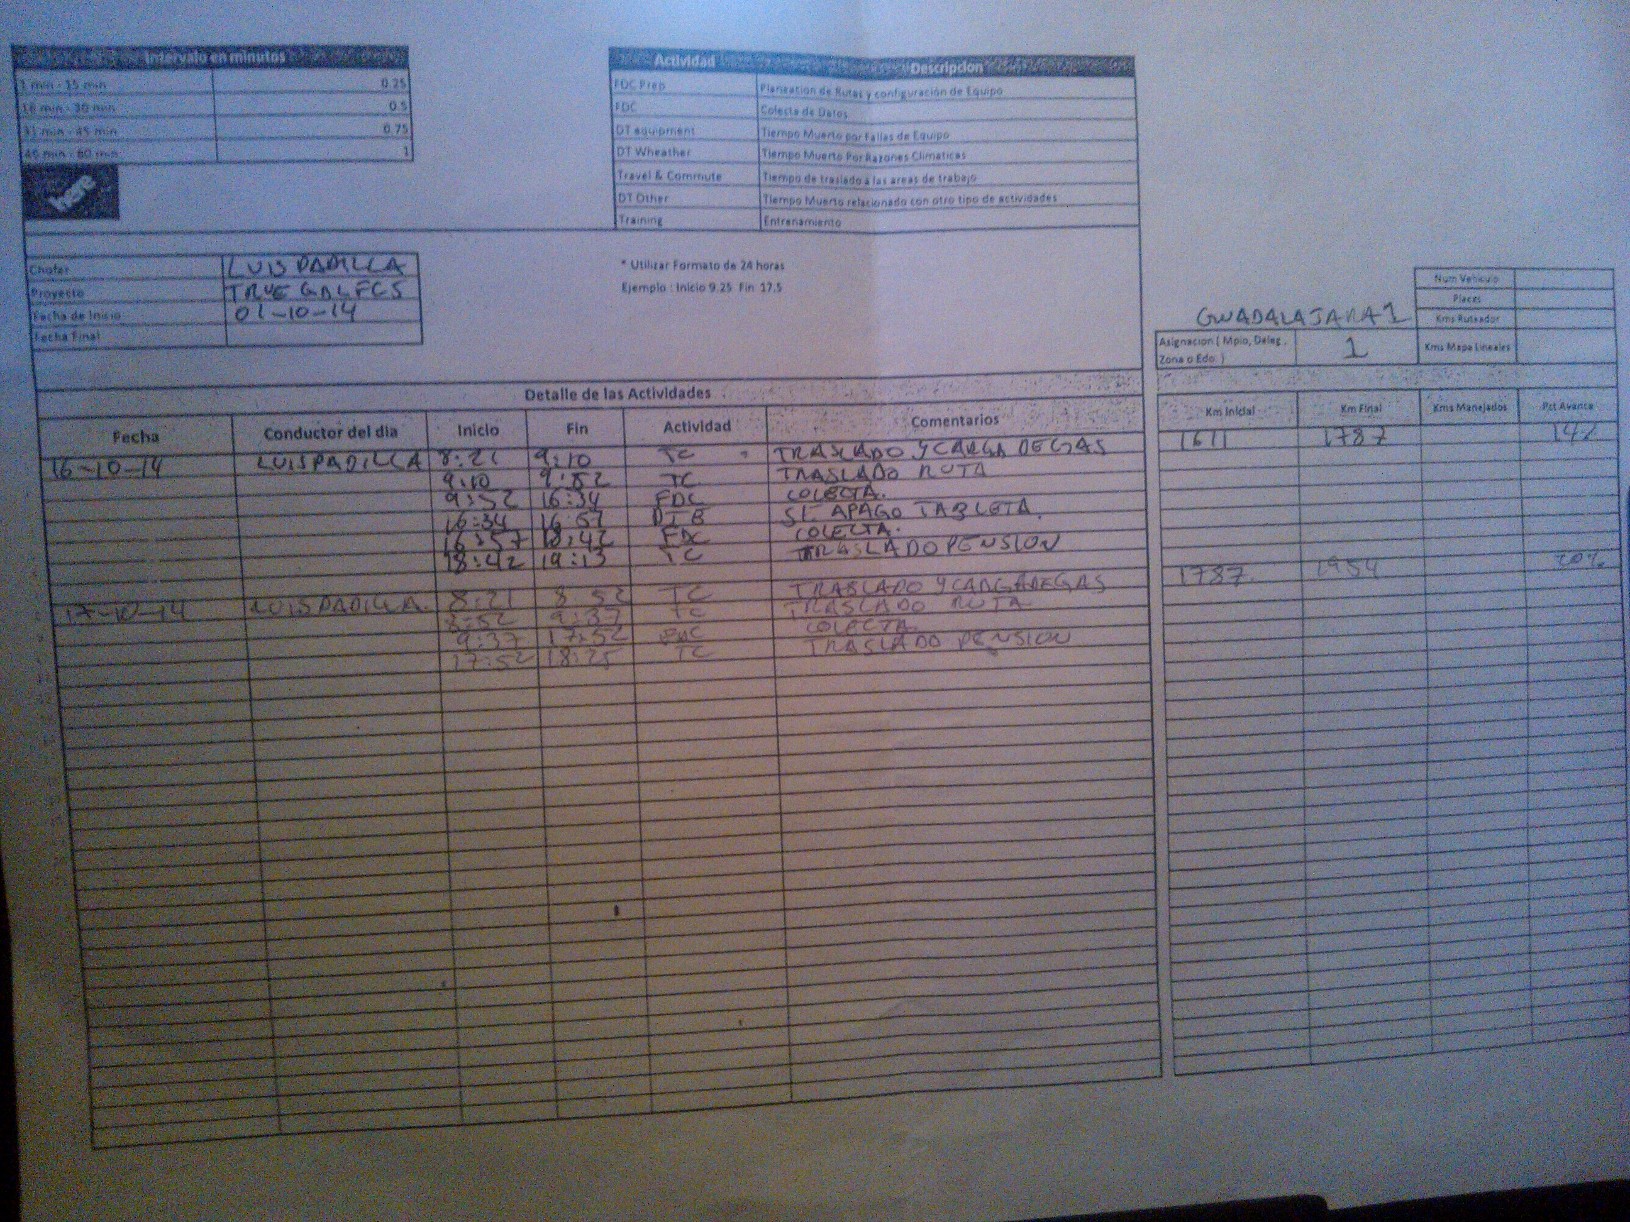 Intervalo en minutos
1 min - 15 min 0.25
16 min - 30 min 0.5
31 min - 45 min 0.75
46 min - 60 min 1
here
Actividad Descripcion
FDC Prep Planeation de Rutas y configuración de Equipo
FDC Colecta de Datos
DT equipment Tiempo Muerto por Fallas de Equipo
DT Wheather Tiempo Muerto Por Razones Climaticas
Travel & Commute Tiempo de traslado a las areas de trabajo
DT Other Tiempo Muerto relacionado con otro tipo de actividades
Training Entrenamiento
Chofer LUIS PADILLA
Proyecto TRUE GDL FCS
Fecha de Inicio 01-10-14
Fecha Final
* Utilizar Formato de 24 horas
Ejemplo : Inicio 9.25 Fin 17.5
GUADALAJARA 1
Asignacion ( Mpio, Deleg , Zona o Edo. ) 1
Num Vehiculo
Placas
Kms Ruteador
Kms Mapa Lineales
Detalle de las Actividades
Fecha Conductor del dia Inicio Fin Actividad Comentarios Km Inicial Km Final Kms Manejados Pct Avance
16-10-14 LUIS PADILLA 8:21 9:10 TC TRASLADO Y CARGA DE GAS 1611 1787
9:10 9:52 TC TRASLADO RUTA
9:52 16:34 FDC COLECTA.
16:34 16 57 SE APAGO TABLETA.
16:57 18:42 FDC COLECTA.
18:42 19:13 TC TRASLADO PENSION
17-10-14 LUIS PADILLA. 8:21 8 52 TC TRASLADO Y CARGA DE GAS 1787. 1954 20%
8:52 9:37 TC TRASLADO RUTA
9:37 17:52 FDC COLECTA.
17:52 18:25 TC TRASLADO PENSION